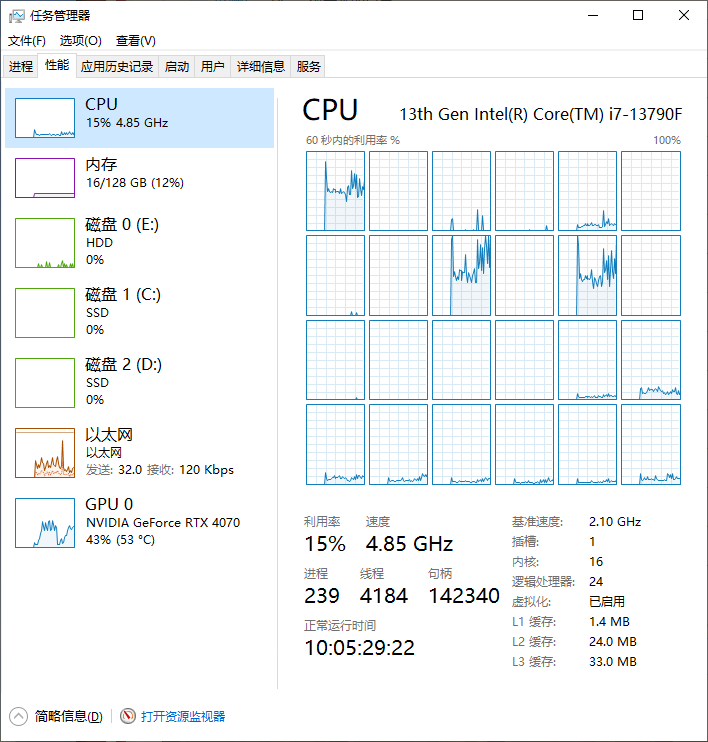 任务管理器
文件(F) 选项(O) 查看(V)
进程 性能 应用历史记录 启动 用户 详细信息 服务
CPU
15% 4.85 GHz
内存
16/128 GB (12%)
磁盘 0 (E:)
HDD
0%
磁盘 1 (C:)
SSD
0%
磁盘 2 (D:)
SSD
0%
以太网
以太网
发送: 32.0 接收: 120 Kbps
GPU 0
NVIDIA GeForce RTX 4070
43% (53 °C)
CPU 13th Gen Intel(R) Core(TM) i7-13790F
60 秒内的利用率 % 100%
利用率 速度
15% 4.85 GHz
进程 线程 句柄
239 4184 142340
正常运行时间
10:05:29:22
基准速度: 2.10 GHz
插槽: 1
内核: 16
逻辑处理器: 24
虚拟化: 已启用
L1 缓存: 1.4 MB
L2 缓存: 24.0 MB
L3 缓存: 33.0 MB
简略信息(D) 打开资源监视器